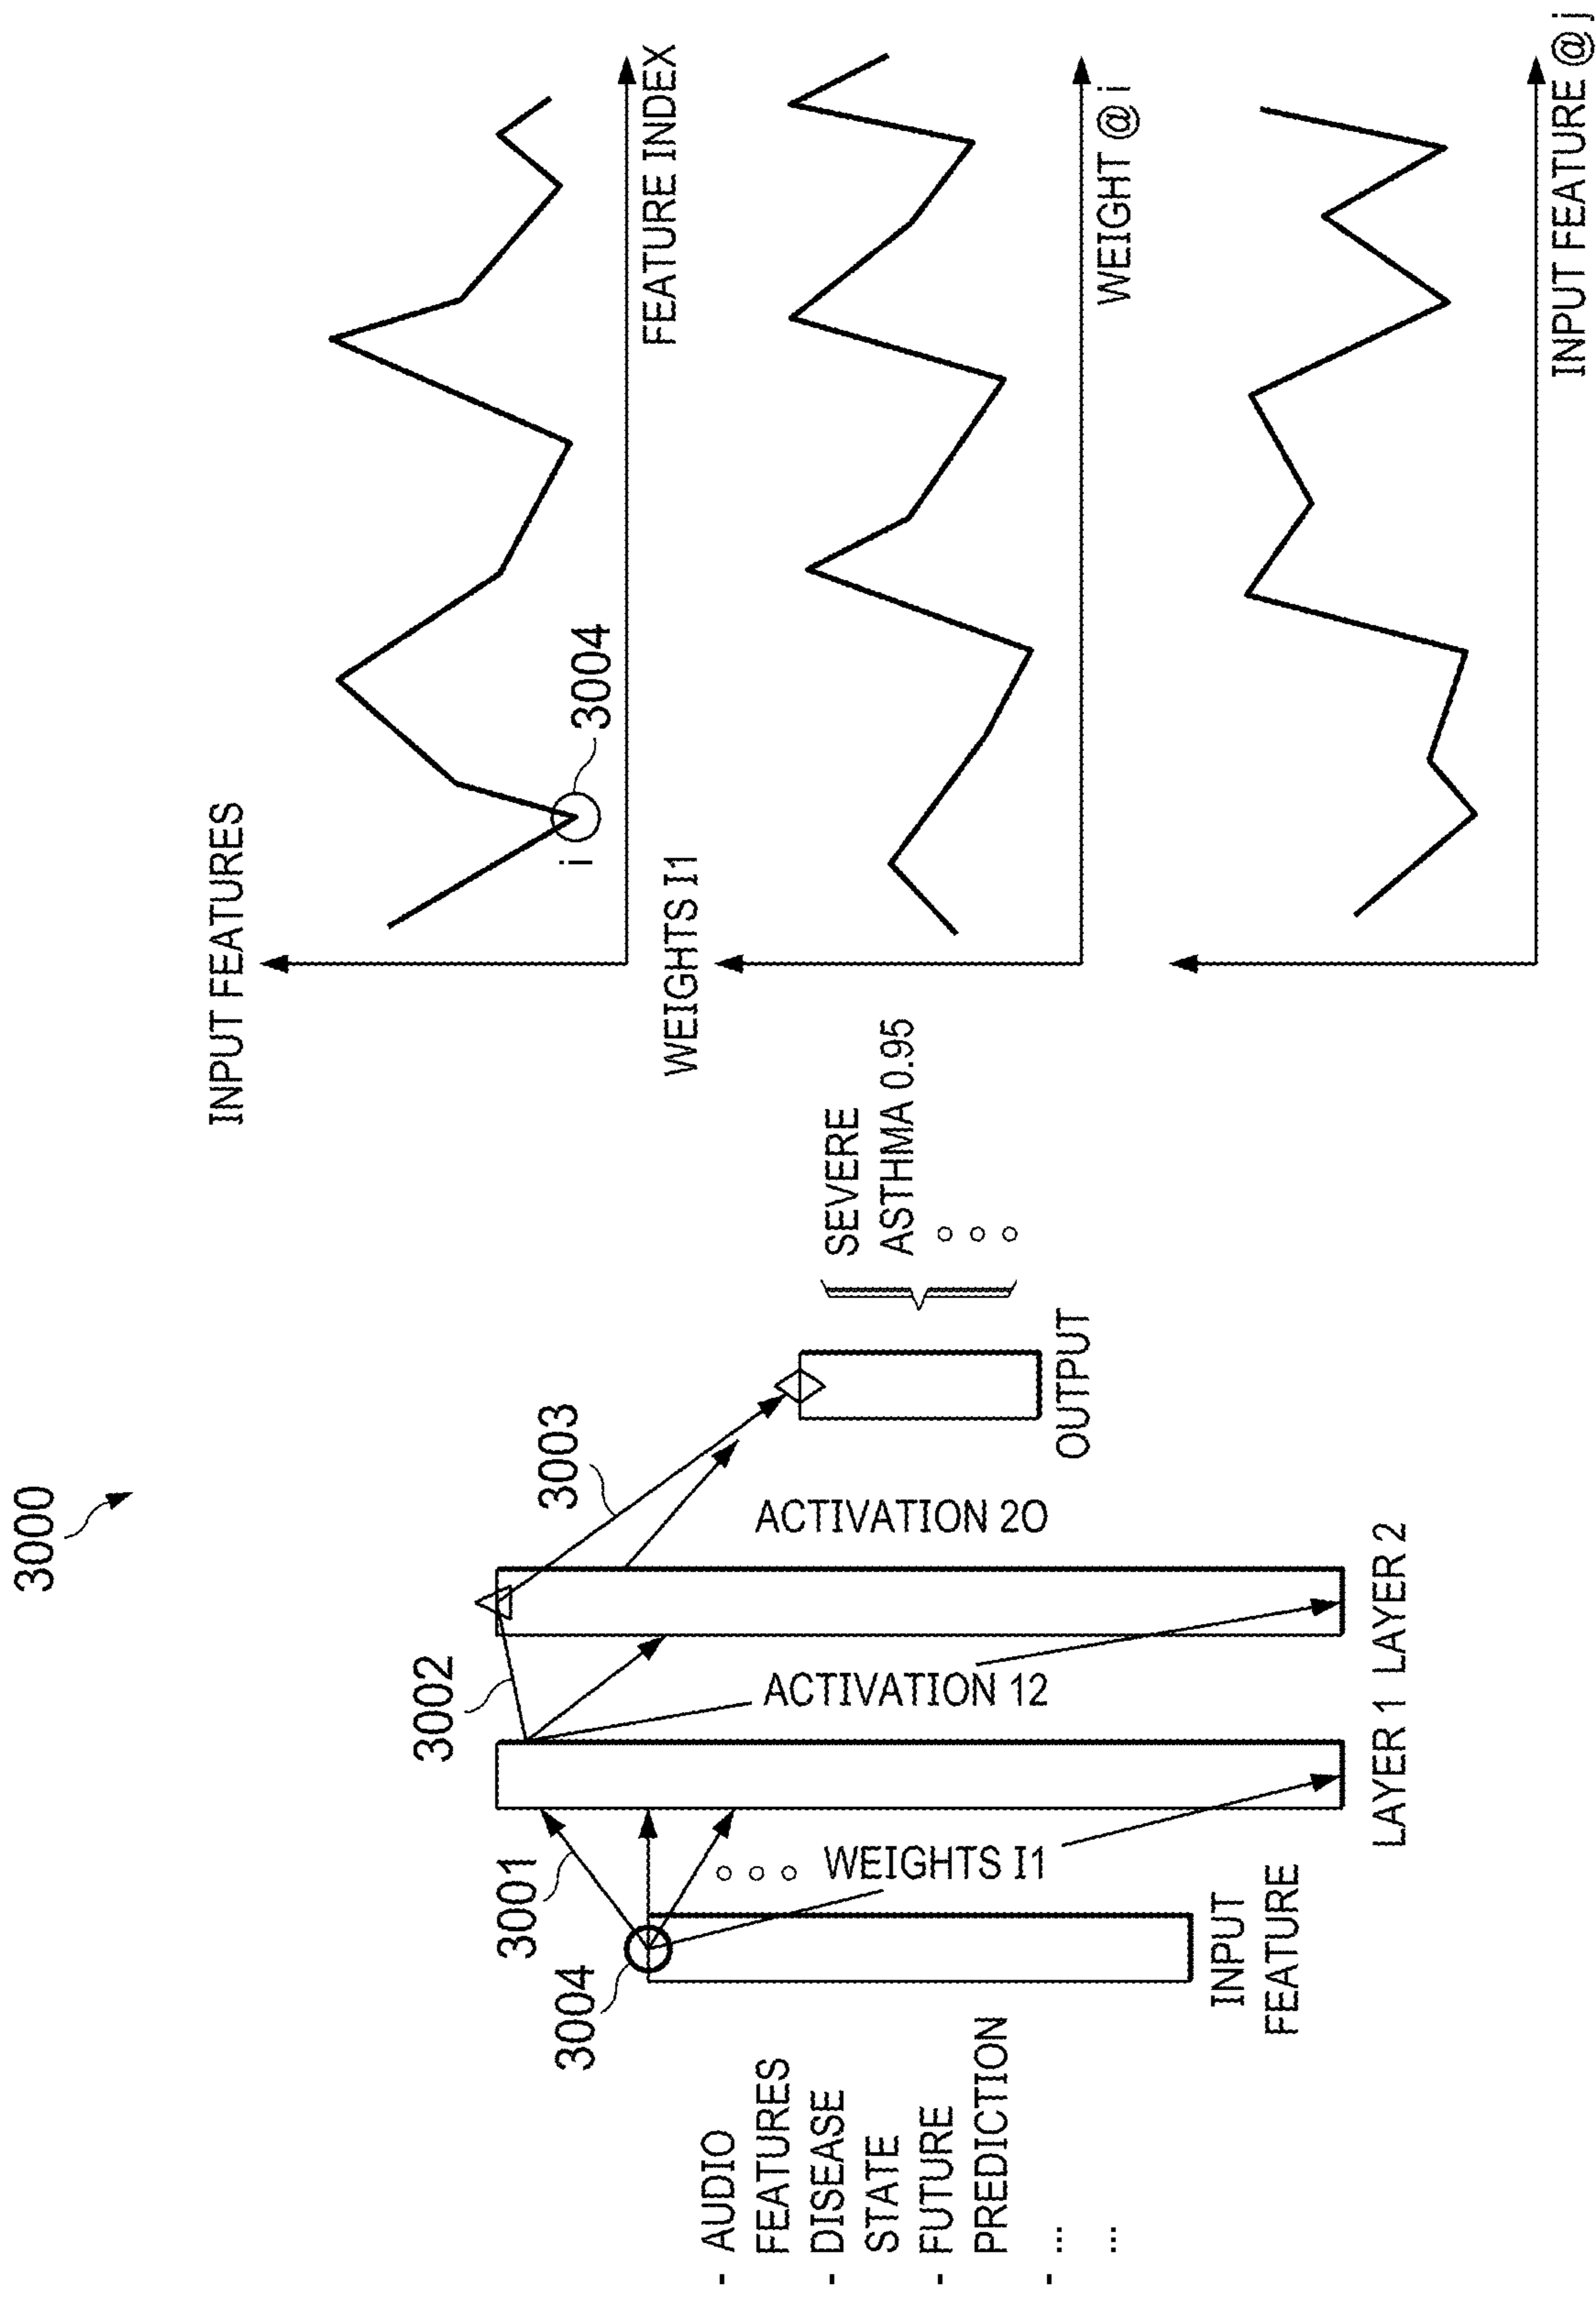 3000
- AUDIO
FEATURES
- DISEASE
STATE
- FUTURE
PREDICTION
- ...
...
3004
INPUT
FEATURE
3001
WEIGHTS I1
LAYER 1
3002
ACTIVATION 12
LAYER 2
3003
ACTIVATION 2O
OUTPUT
SEVERE
ASTHMA 0.95
INPUT FEATURES
i
3004
FEATURE INDEX
WEIGHTS I1
WEIGHT @ i
INPUT FEATURE @ j